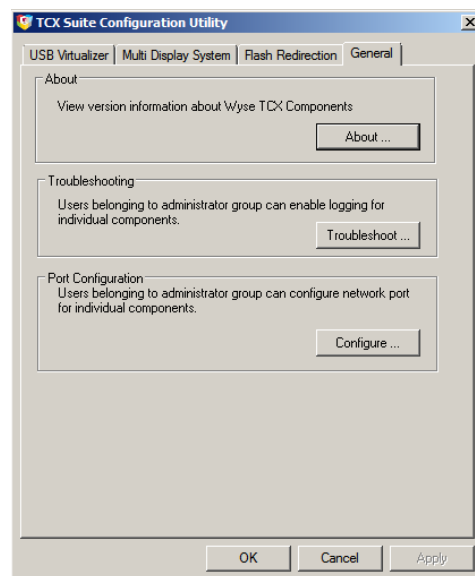 TCX Suite Configuration Utility
USB Virtualizer Multi Display System Flash Redirection General
About
View version information about Wyse TCX Components
About ...
Troubleshooting
Users belonging to administrator group can enable logging for
individual components.
Troubleshoot ...
Port Configuration
Users belonging to administrator group can configure network port
for individual components.
Configure ...
OK Cancel Apply